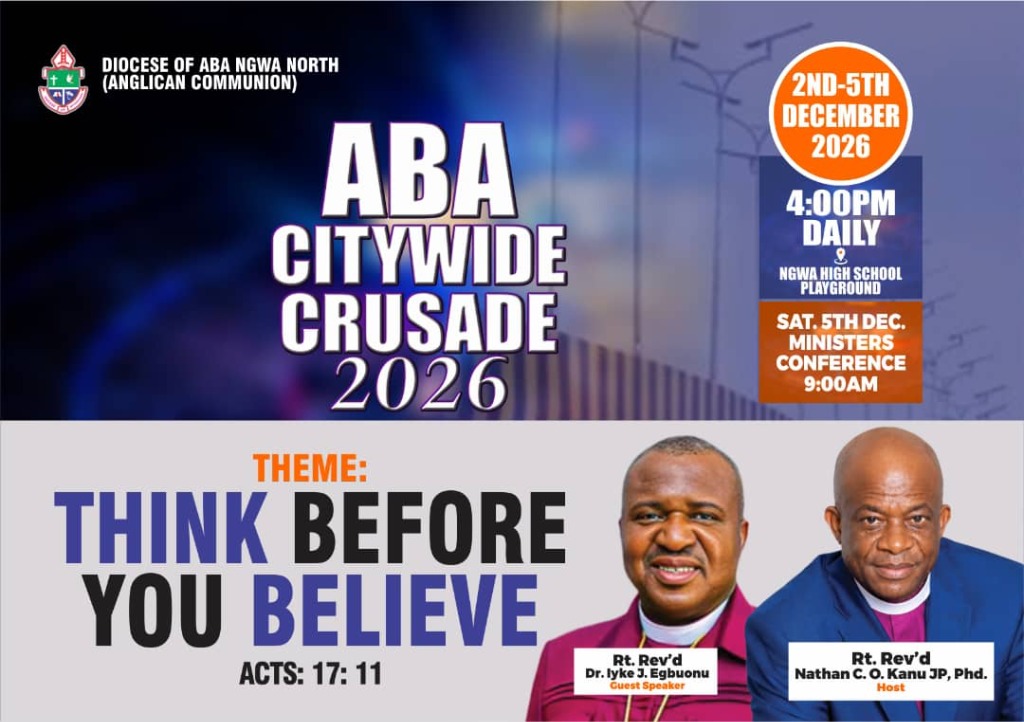 DIOCESE OF ABA NGWA NORTH
(ANGLICAN COMMUNION)
ABA
CITYWIDE
CRUSADE
2026
2ND-5TH
DECEMBER
2026
4:00PM
DAILY
NGWA HIGH SCHOOL
PLAYGROUND
SAT. 5TH DEC.
MINISTERS
CONFERENCE
9:00AM
THEME:
THINK BEFORE
YOU BELIEVE
ACTS: 17: 11
Rt. Rev'd
Dr. Iyke J. Egbuonu
Guest Speaker
Rt. Rev'd
Nathan C. O. Kanu JP, Phd.
Host